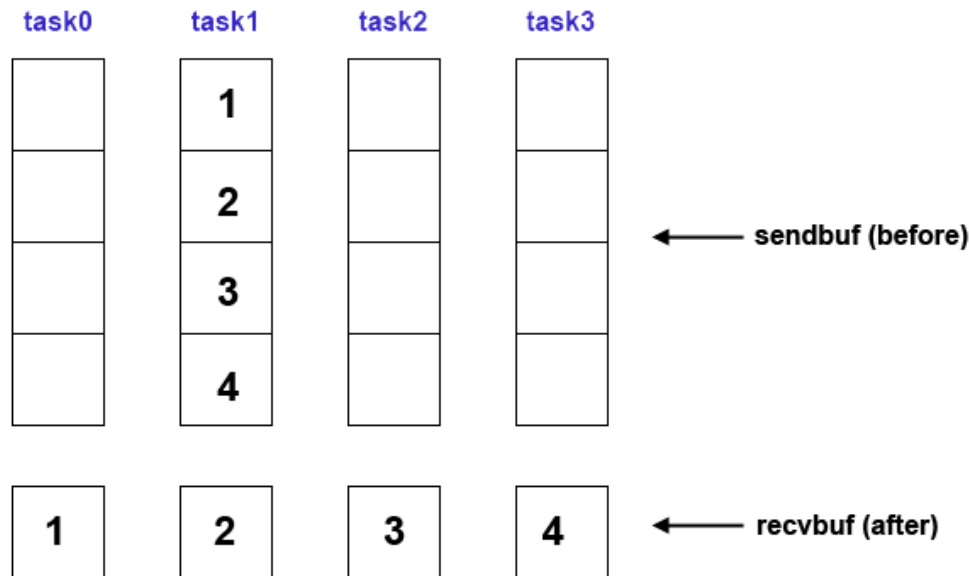 task0 task1 task2 task3
1
2
sendbuf (before)
3
4
1 2 3 4 recvbuf (after)